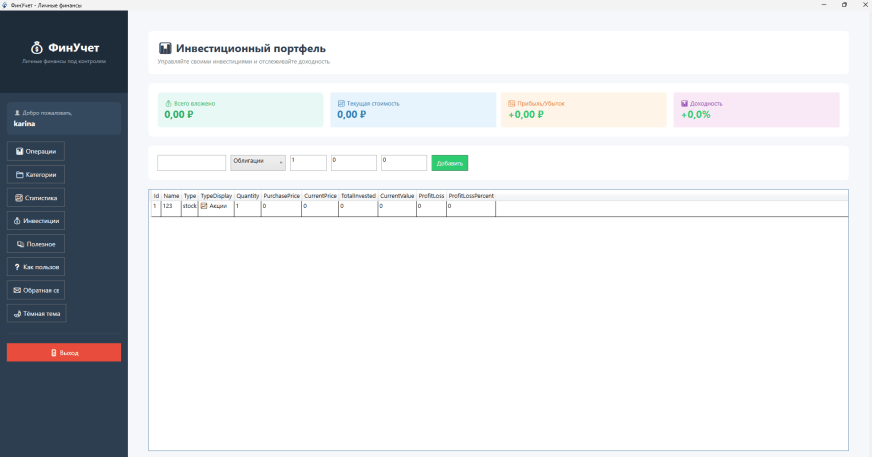 ФинУчет - Личные финансы
ФинУчет
Личные финансы под контролем
Добро пожаловать,
karina
Операции
Категории
Статистика
Инвестиции
Полезное
? Как пользов
Обратная се
Тёмная тема
Выход
Инвестиционный портфель
Управляйте своими инвестициями и отслеживайте доходность
Всего вложено
0,00 ₽
Текущая стоимость
0,00 ₽
Прибыль/Убыток
+0,00 ₽
Доходность
+0,0%
Облигации 1 0 0 Добавить
Id Name Type TypeDisplay Quantity PurchasePrice CurrentPrice TotalInvested CurrentValue ProfitLoss ProfitLossPercent
1 123 stock Акции 1 0 0 0 0 0 0